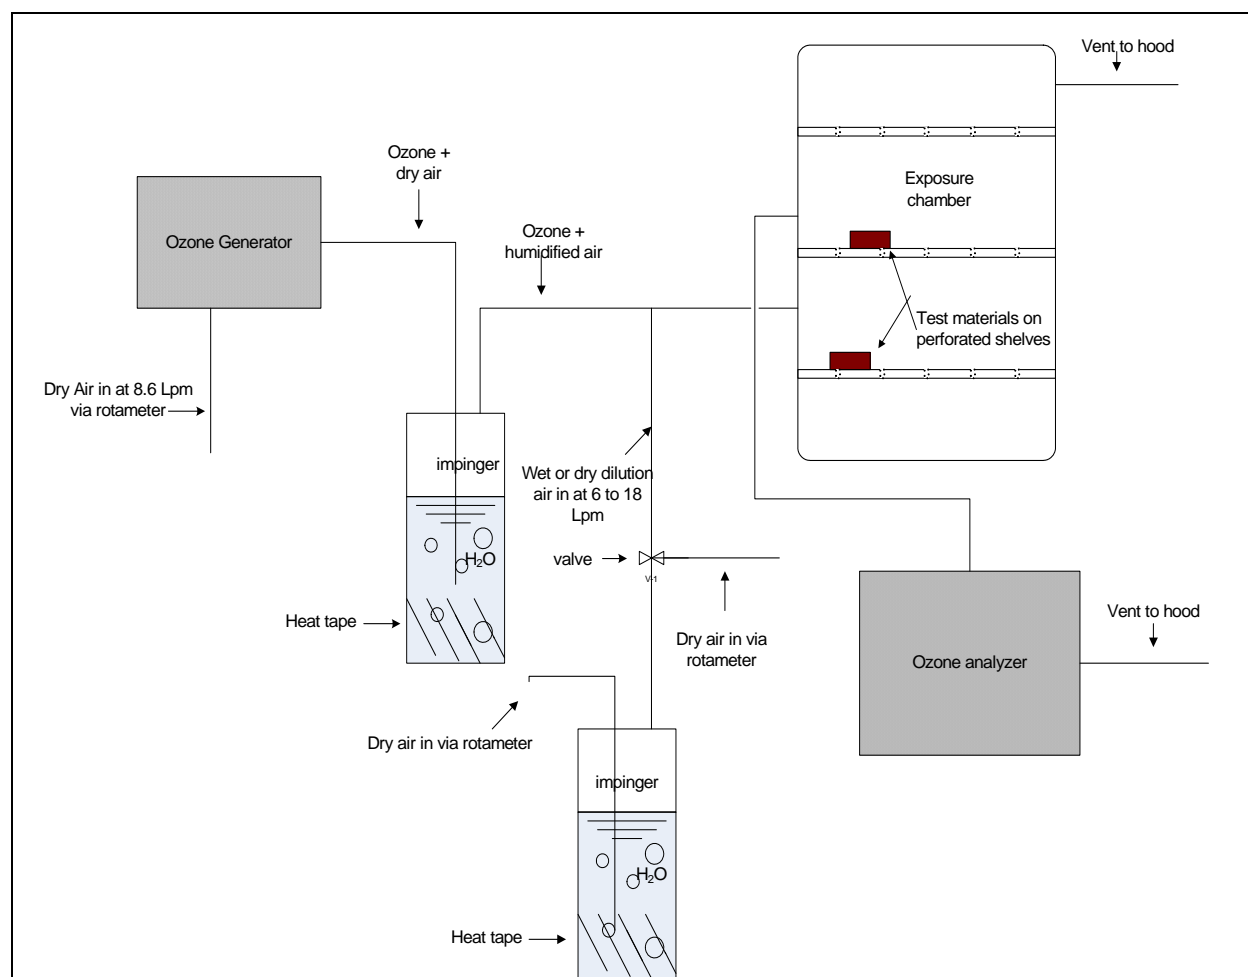 Vent to hood
Ozone +
dry air
Exposure
chamber
Ozone Generator
Ozone +
humidified air
Test materials on
perforated shelves
Dry Air in at 8.6 Lpm
via rotameter
impinger
Wet or dry dilution
air in at 6 to 18
Lpm
H₂O
valve
V-1
Heat tape
Dry air in via
rotameter
Vent to hood
Ozone analyzer
Dry air in via rotameter
impinger
H₂O
Heat tape